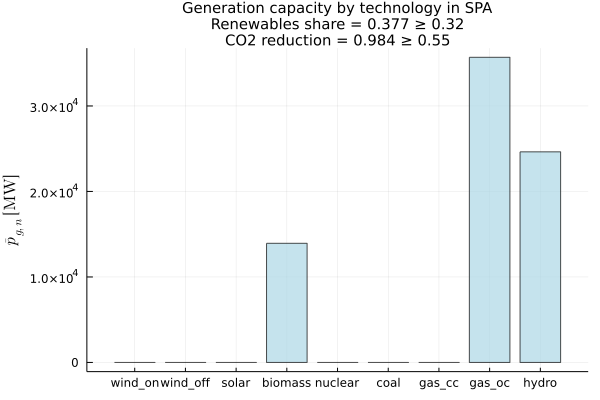 Generation capacity by technology in SPA
Renewables share = 0.377 ≥ 0.32
CO2 reduction = 0.984 ≥ 0.55
p̄g,n [MW]
3.0×10⁴
2.0×10⁴
1.0×10⁴
0
wind_on wind_off solar biomass nuclear coal gas_cc gas_oc hydro